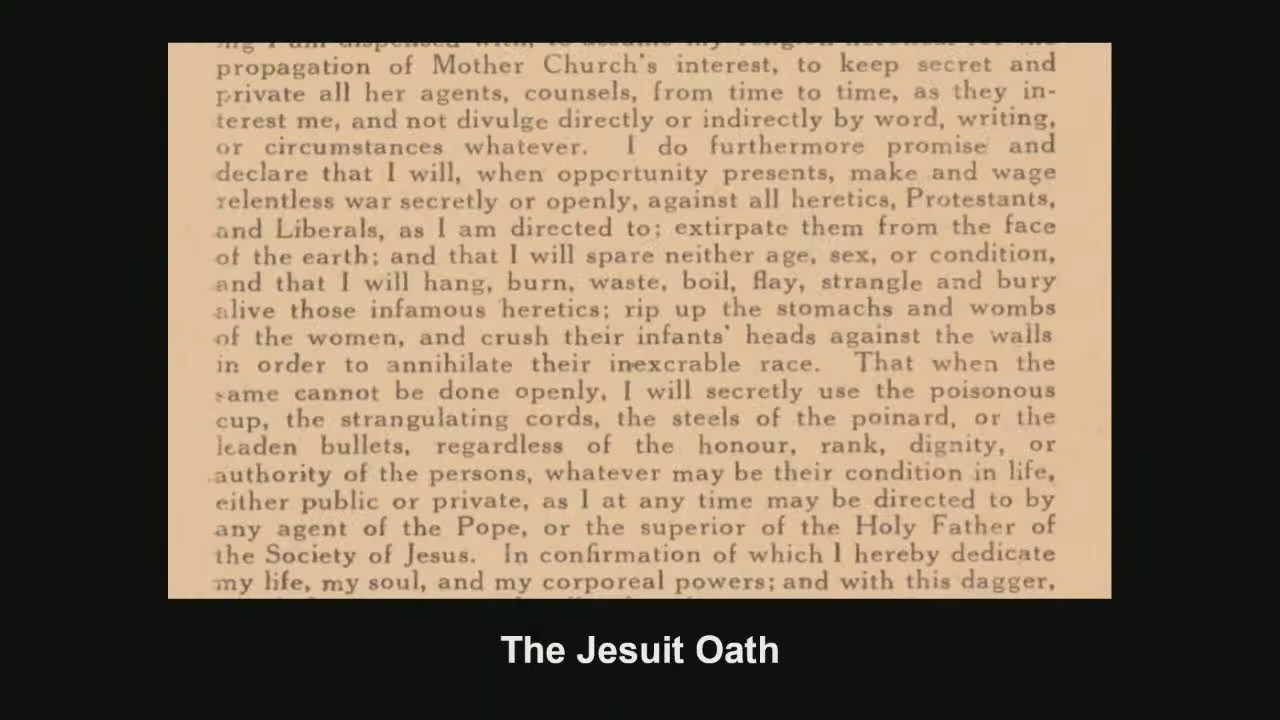 propagation of Mother Church's interest, to keep secret and
private all her agents, counsels, from time to time, as they in-
terest me, and not divulge directly or indirectly by word, writing,
or circumstances whatever. I do furthermore promise and
declare that I will, when opportunity presents, make and wage
relentless war secretly or openly, against all heretics, Protestants,
and Liberals, as I am directed to; extirpate them from the face
of the earth; and that I will spare neither age, sex, or condition,
and that I will hang, burn, waste, boil, flay, strangle and bury
alive those infamous heretics; rip up the stomachs and wombs
of the women, and crush their infants' heads against the walls
in order to annihilate their inexcrable race. That when the
same cannot be done openly, I will secretly use the poisonous
cup, the strangulating cords, the steels of the poinard, or the
leaden bullets, regardless of the honour, rank, dignity, or
authority of the persons, whatever may be their condition in life,
either public or private, as I at any time may be directed to by
any agent of the Pope, or the superior of the Holy Father of
the Society of Jesus. In confirmation of which I hereby dedicate
my life, my soul, and my corporeal powers; and with this dagger,
The Jesuit Oath